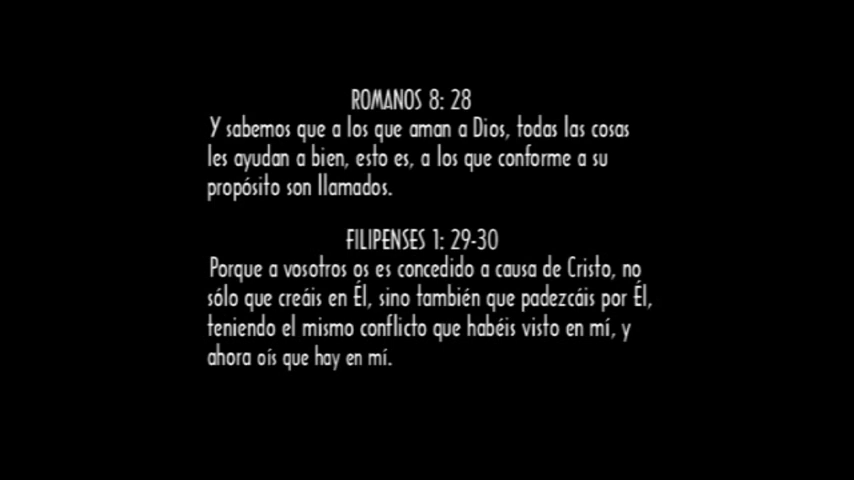 ROMANOS 8: 28
Y sabemos que a los que aman a Dios, todas las cosas
les ayudan a bien, esto es, a los que conforme a su
propósito son llamados.
FILIPENSES 1: 29-30
Porque a vosotros os es concedido a causa de Cristo, no
sólo que creáis en Él, sino también que padezcáis por Él,
teniendo el mismo conflicto que habéis visto en mí, y
ahora oís que hay en mí.